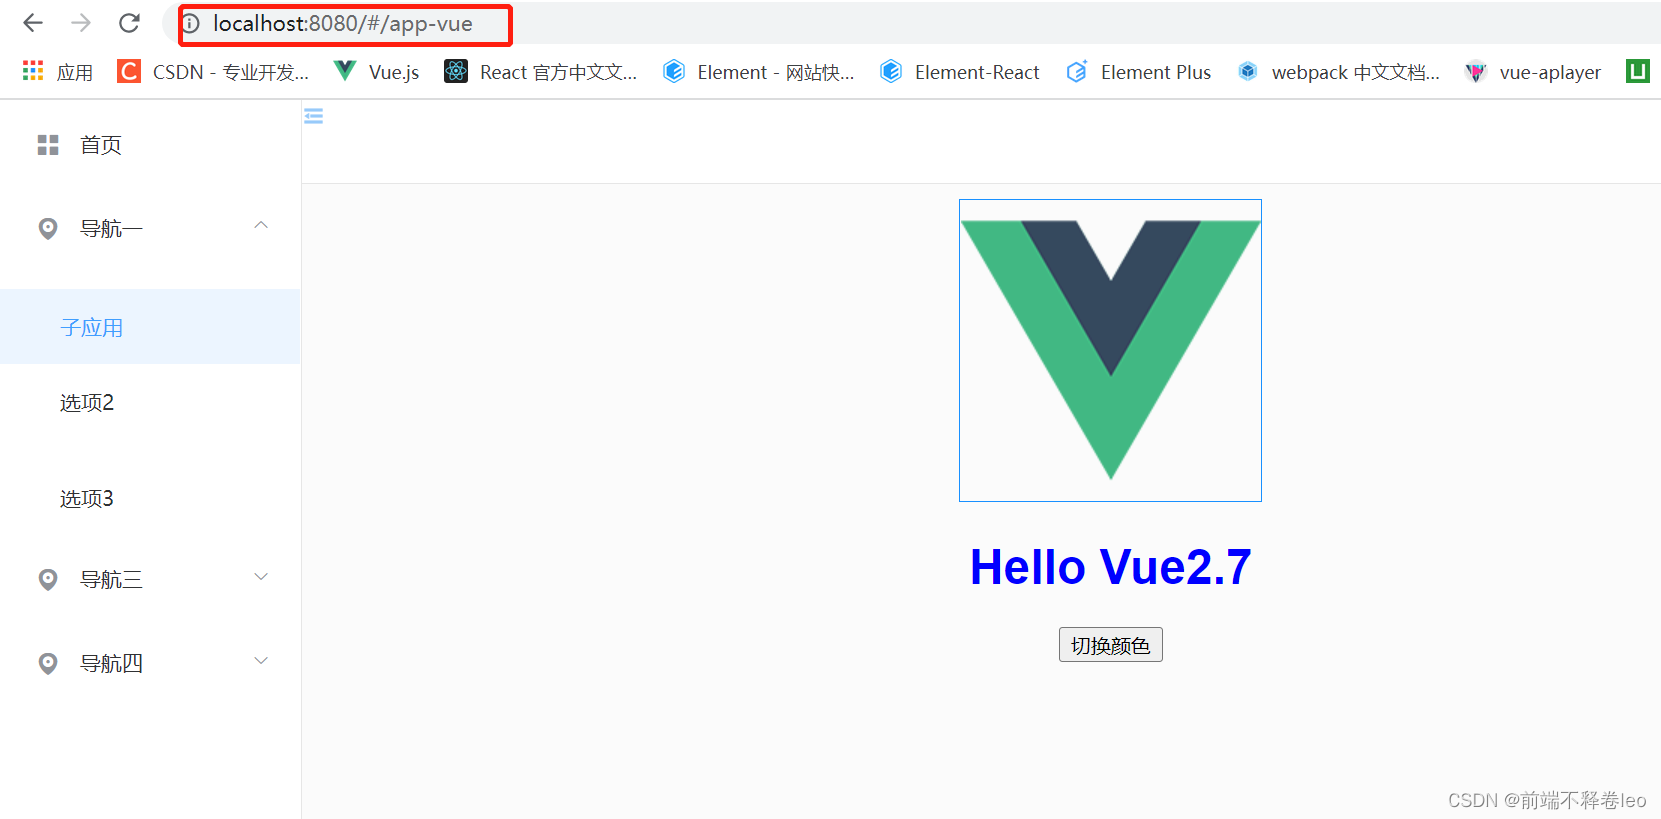 localhost:8080/#/app-vue
应用 CSDN - 专业开发... Vue.js React 官方中文文... Element - 网站快... Element-React Element Plus webpack 中文文档... vue-aplayer
首页
导航一
子应用
选项2
选项3
导航三
导航四
Hello Vue2.7
切换颜色
CSDN @前端不释卷leo